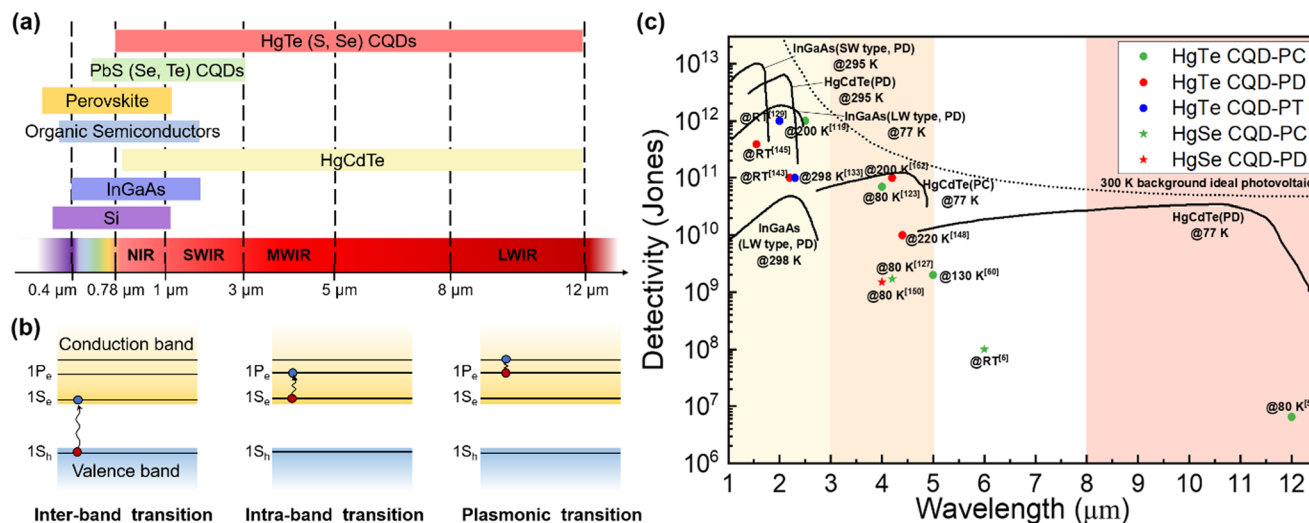 (a)
HgTe (S, Se) CQDs
PbS (Se, Te) CQDs
Perovskite
Organic Semiconductors
HgCdTe
InGaAs
Si
NIR SWIR MWIR LWIR
0.4 μm 0.78 μm 1 μm 3 μm 5 μm 8 μm 12 μm
(b)
Conduction band
1Pe 1Pe 1Pe
1Se 1Se 1Se
1Sh 1Sh 1Sh
Valence band
Inter-band transition Intra-band transition Plasmonic transition
(c)
Detectivity (Jones)
10^13
10^12
10^11
10^10
10^9
10^8
10^7
10^6
1 2 3 4 5 6 7 8 9 10 11 12
Wavelength (μm)
InGaAs(SW type, PD)
@295 K
HgCdTe(PD)
@295 K
InGaAs(LW type, PD)
@77 K
@RT[129]
@200 K[119]
@RT[145]
@RT[143]
@298 K[133]
@200 K[152]
@80 K[123]
HgCdTe(PC)
@77 K
300 K background ideal photovoltaic
InGaAs
(LW type, PD)
@298 K
@220 K[148]
HgCdTe(PD)
@77 K
@80 K[127]
@130 K[60]
@80 K[150]
@RT[6]
@80 K
HgTe CQD-PC
HgTe CQD-PD
HgTe CQD-PT
HgSe CQD-PC
HgSe CQD-PD